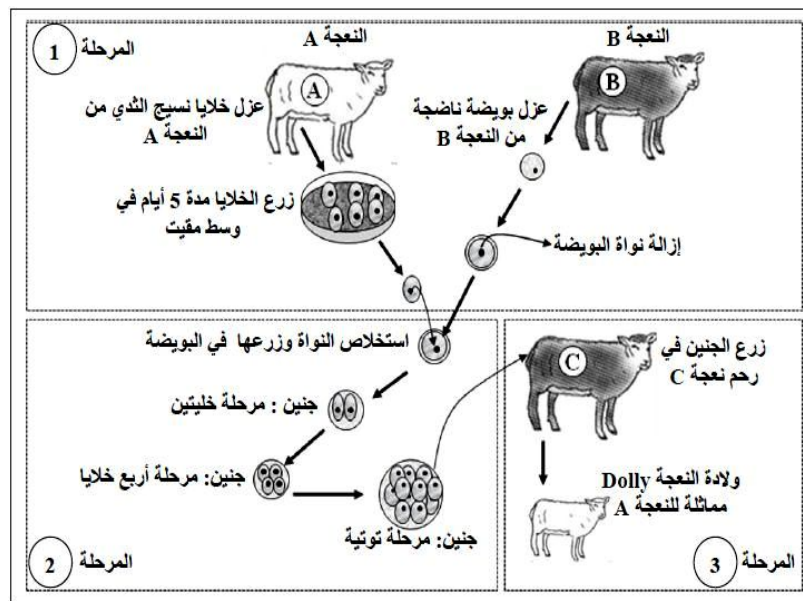 المرحلة 1
النعجة A
النعجة B
A
B
عزل خلايا نسيج الثدي من
النعجة A
عزل بويضة ناضجة
من النعجة B
زرع الخلايا مدة 5 أيام في
وسط مقيت
إزالة نواة البويضة
استخلاص النواة وزرعها في البويضة
جنين : مرحلة خليتين
جنين: مرحلة أربع خلايا
جنين: مرحلة توتية
المرحلة 2
زرع الجنين في
رحم نعجة C
C
ولادة النعجة Dolly
مماثلة للنعجة A
المرحلة 3